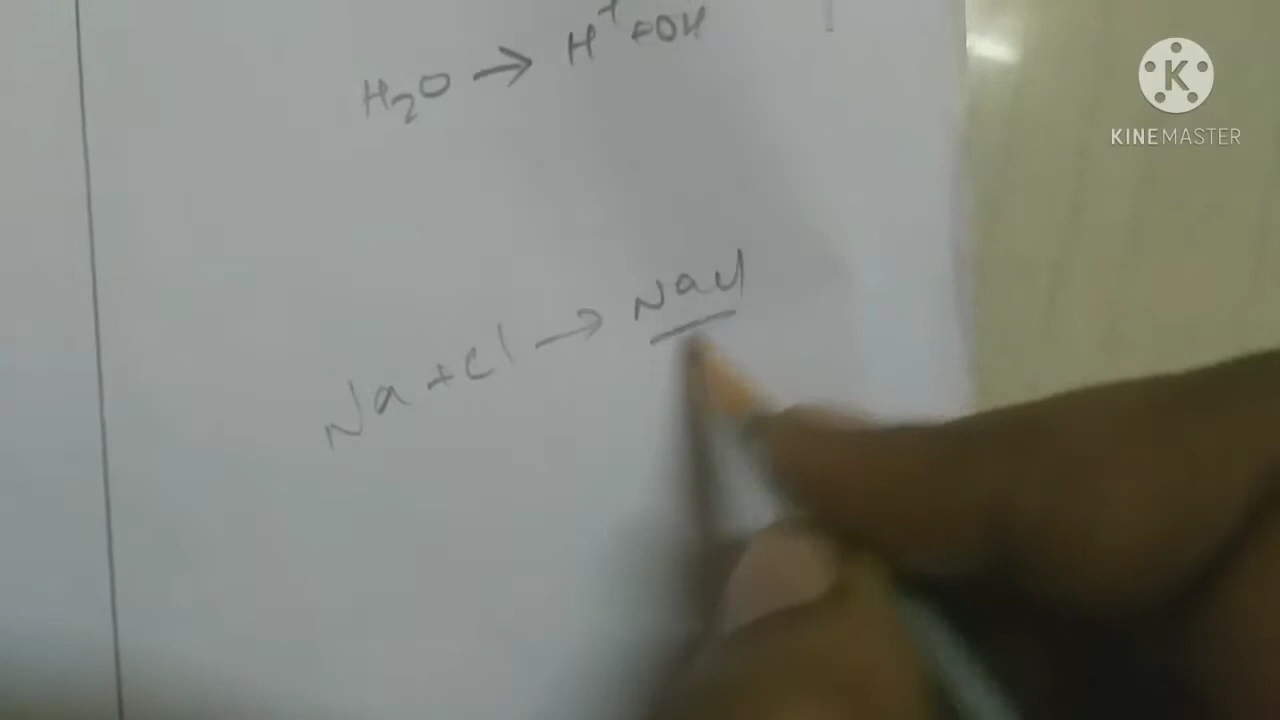 H₂O → H⁺ + OH
Na + Cl → NaCl
K
KINEMASTER